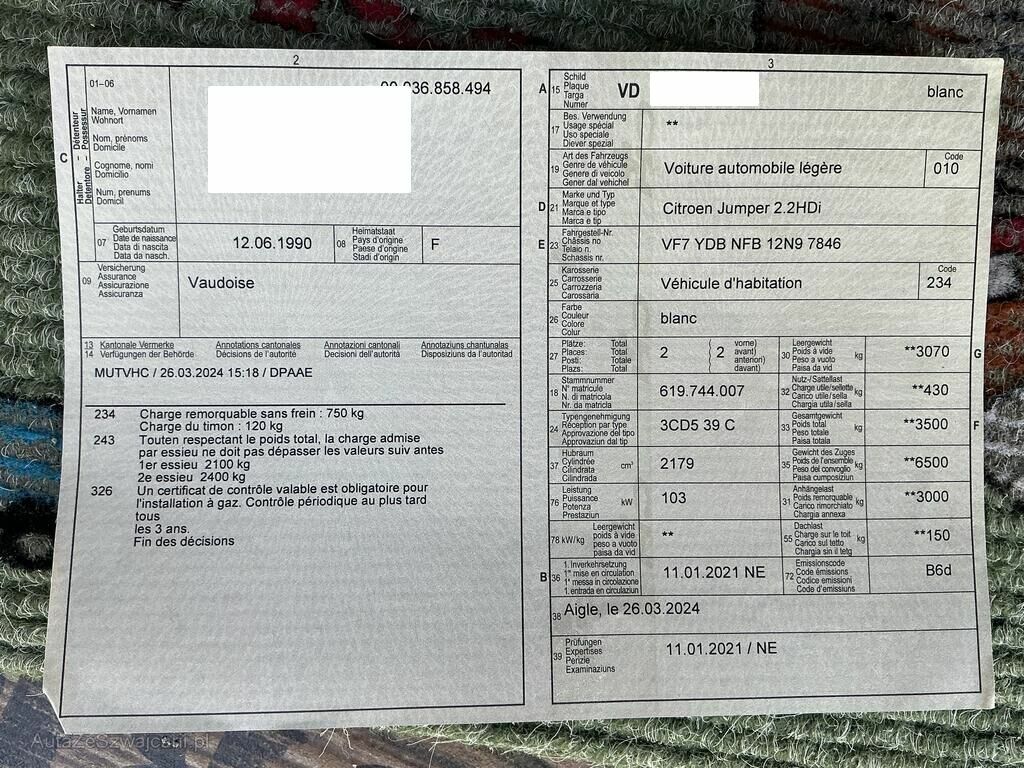 2
01–06
00.036.858.494
Halter – Détenteur
Detentore – Possessur
C
Name, Vornamen
Wohnort
Nom, prénoms
Domicile
Cognome, nomi
Domicilio
Num, prenums
Domicil
07
Geburtsdatum
Date de naissance
Data di nascita
Data da nasch.
12.06.1990
08
Heimatstaat
Pays d'origine
Paese d'origine
Stadi d'origin
F
09
Versicherung
Assurance
Assicurazione
Assicuranza
Vaudoise
13 Kantonale Vermerke Annotations cantonales Annotazioni cantonali Annotaziuns chantunalas
14 Verfügungen der Behörde Décisions de l'autorité Decisioni dell'autorità Disposiziuns da l'autoritad
MUTVHC / 26.03.2024 15:18 / DPAAE
234 Charge remorquable sans frein : 750 kg
Charge du timon : 120 kg
243 Touten respectant le poids total, la charge admise
par essieu ne doit pas dépasser les valeurs suiv antes
1er essieu 2100 kg
2e essieu 2400 kg
326 Un certificat de contrôle valable est obligatoire pour
l'installation à gaz. Contrôle périodique au plus tard
tous
les 3 ans.
Fin des décisions
3
A 15
Schild
Plaque
Targa
Numer
VD
blanc
17
Bes. Verwendung
Usage spécial
Uso speciale
Diever spezial
**
19
Art des Fahrzeugs
Genre de véhicule
Genere di veicolo
Gener dal vehichel
Voiture automobile légère
Code
010
D 21
Marke und Typ
Marque et type
Marca e tipo
Marca e tip
Citroen Jumper 2.2HDi
E 23
Fahrgestell-Nr.
Châssis no
Telaio n.
Schassis nr.
VF7 YDB NFB 12N9 7846
25
Karosserie
Carrosserie
Carrozzeria
Carossaria
Véhicule d'habitation
Code
234
26
Farbe
Couleur
Colore
Colur
blanc
27
Plätze: Total
Places: Total
Posti: Totale
Plazs: Total
2
2
vorne)
avant)
anteriori)
davant)
30
Leergewicht
Poids à vide
Peso a vuoto
Paisa da vid
kg
**3070
G
18
Stammnummer
N° matricule
N. di matricola
Nr. da matricla
619.744.007
32
Nutz-/Sattellast
Charge utile/sellette
Carico utile/sella
Chargia utila/sella
kg
**430
24
Typengenehmigung
Réception par type
Approvazione del tipo
Approvaziun dal tip
3CD5 39 C
33
Gesamtgewicht
Poids total
Peso totale
Paisa totala
kg
**3500
F
37
Hubraum
Cylindrée
Cilindrata
Cilindrada
cm³
2179
35
Gewicht des Zuges
Poids de l'ensemble
Peso del convoglio
Paisa cumposiziun
kg
**6500
76
Leistung
Puissance
Potenza
Prestaziun
kW
103
31
Anhängelast
Poids remorquable
Carico rimorchiato
Chargia annexa
kg
**3000
78 kW/kg
Leergewicht
poids à vide
peso a vuoto
paisa da vid
**
55
Dachlast
Charge sur le toit
Carico sul tetto
Chargia sin il tetg
kg
**150
B 36
1. Inverkehrsetzung
1re mise en circulation
1a messa in circolazione
1. entrada en circulaziun
11.01.2021 NE
72
Emissionscode
Code émissions
Codice emissioni
Code d'emissiuns
B6d
38
Aigle, le 26.03.2024
39
Prüfungen
Expertises
Perizie
Examinaziuns
11.01.2021 / NE
AutaZeSzwajcarii.pl